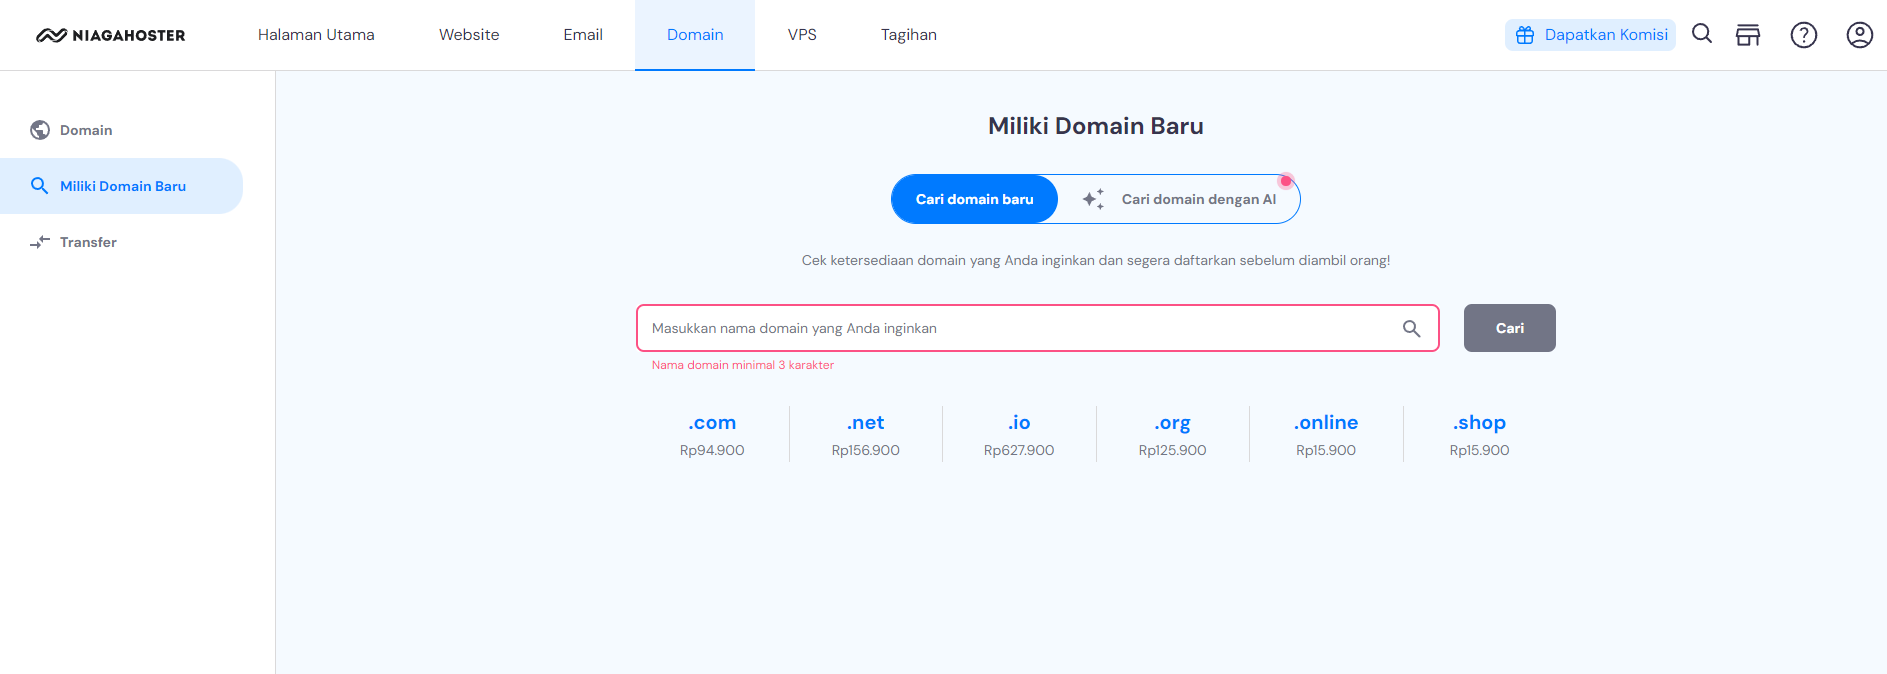 NIAGAHOSTER
Halaman Utama
Website
Email
Domain
VPS
Tagihan
Dapatkan Komisi
Domain
Miliki Domain Baru
Transfer
Miliki Domain Baru
Cari domain baru
Cari domain dengan AI
Cek ketersediaan domain yang Anda inginkan dan segera daftarkan sebelum diambil orang!
Masukkan nama domain yang Anda inginkan
Cari
Nama domain minimal 3 karakter
.com
Rp94.900
.net
Rp156.900
.io
Rp627.900
.org
Rp125.900
.online
Rp15.900
.shop
Rp15.900